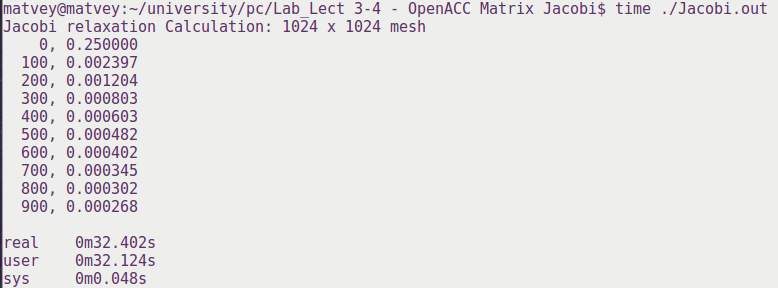 matvey@matvey:~/university/pc/Lab_Lect 3-4 - OpenACC Matrix Jacobi$ time ./Jacobi.out
Jacobi relaxation Calculation: 1024 x 1024 mesh
    0, 0.250000
  100, 0.002397
  200, 0.001204
  300, 0.000803
  400, 0.000603
  500, 0.000482
  600, 0.000402
  700, 0.000345
  800, 0.000302
  900, 0.000268

real    0m32.402s
user    0m32.124s
sys     0m0.048s